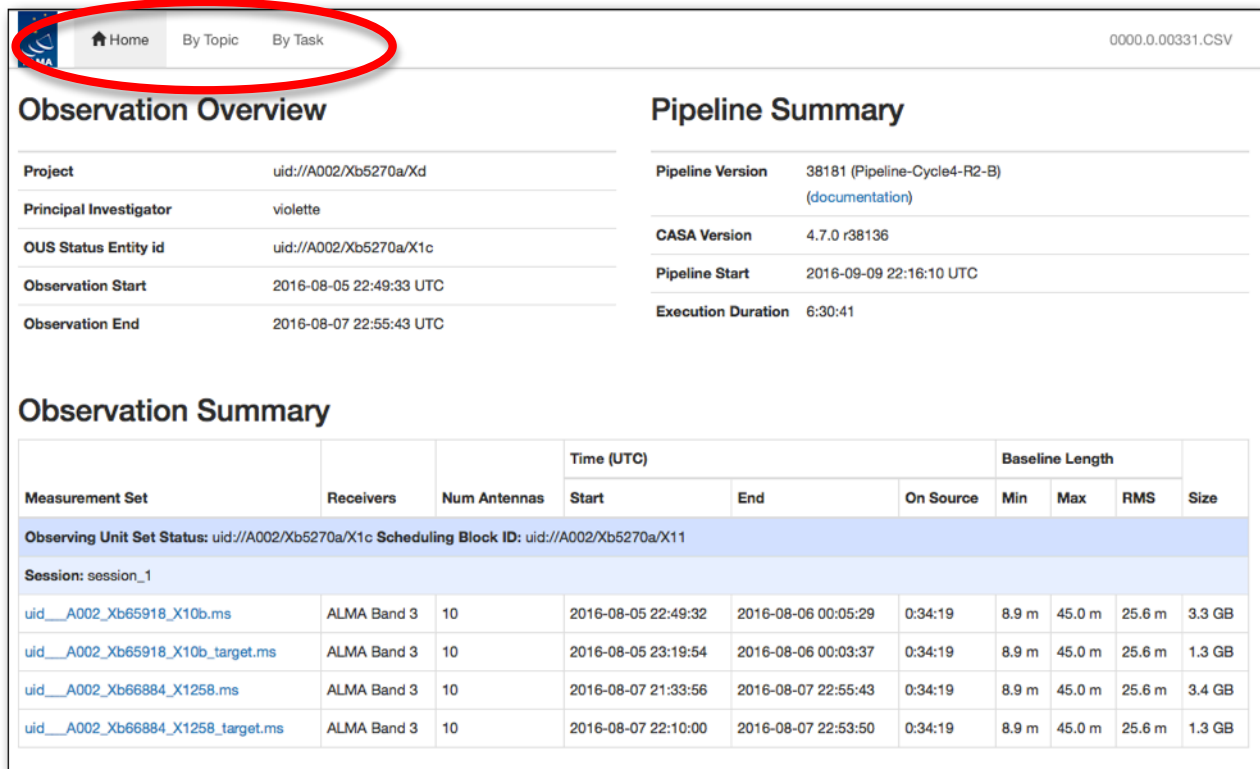 Home By Topic By Task 0000.0.00331.CSV
Observation Overview
Project uid://A002/Xb5270a/Xd
Principal Investigator violette
OUS Status Entity id uid://A002/Xb5270a/X1c
Observation Start 2016-08-05 22:49:33 UTC
Observation End 2016-08-07 22:55:43 UTC
Pipeline Summary
Pipeline Version 38181 (Pipeline-Cycle4-R2-B)
(documentation)
CASA Version 4.7.0 r38136
Pipeline Start 2016-09-09 22:16:10 UTC
Execution Duration 6:30:41
Observation Summary
Time (UTC) Baseline Length
Measurement Set Receivers Num Antennas Start End On Source Min Max RMS Size
Observing Unit Set Status: uid://A002/Xb5270a/X1c Scheduling Block ID: uid://A002/Xb5270a/X11
Session: session_1
uid___A002_Xb65918_X10b.ms ALMA Band 3 10 2016-08-05 22:49:32 2016-08-06 00:05:29 0:34:19 8.9 m 45.0 m 25.6 m 3.3 GB
uid___A002_Xb65918_X10b_target.ms ALMA Band 3 10 2016-08-05 23:19:54 2016-08-06 00:03:37 0:34:19 8.9 m 45.0 m 25.6 m 1.3 GB
uid___A002_Xb66884_X1258.ms ALMA Band 3 10 2016-08-07 21:33:56 2016-08-07 22:55:43 0:34:19 8.9 m 45.0 m 25.6 m 3.4 GB
uid___A002_Xb66884_X1258_target.ms ALMA Band 3 10 2016-08-07 22:10:00 2016-08-07 22:53:50 0:34:19 8.9 m 45.0 m 25.6 m 1.3 GB